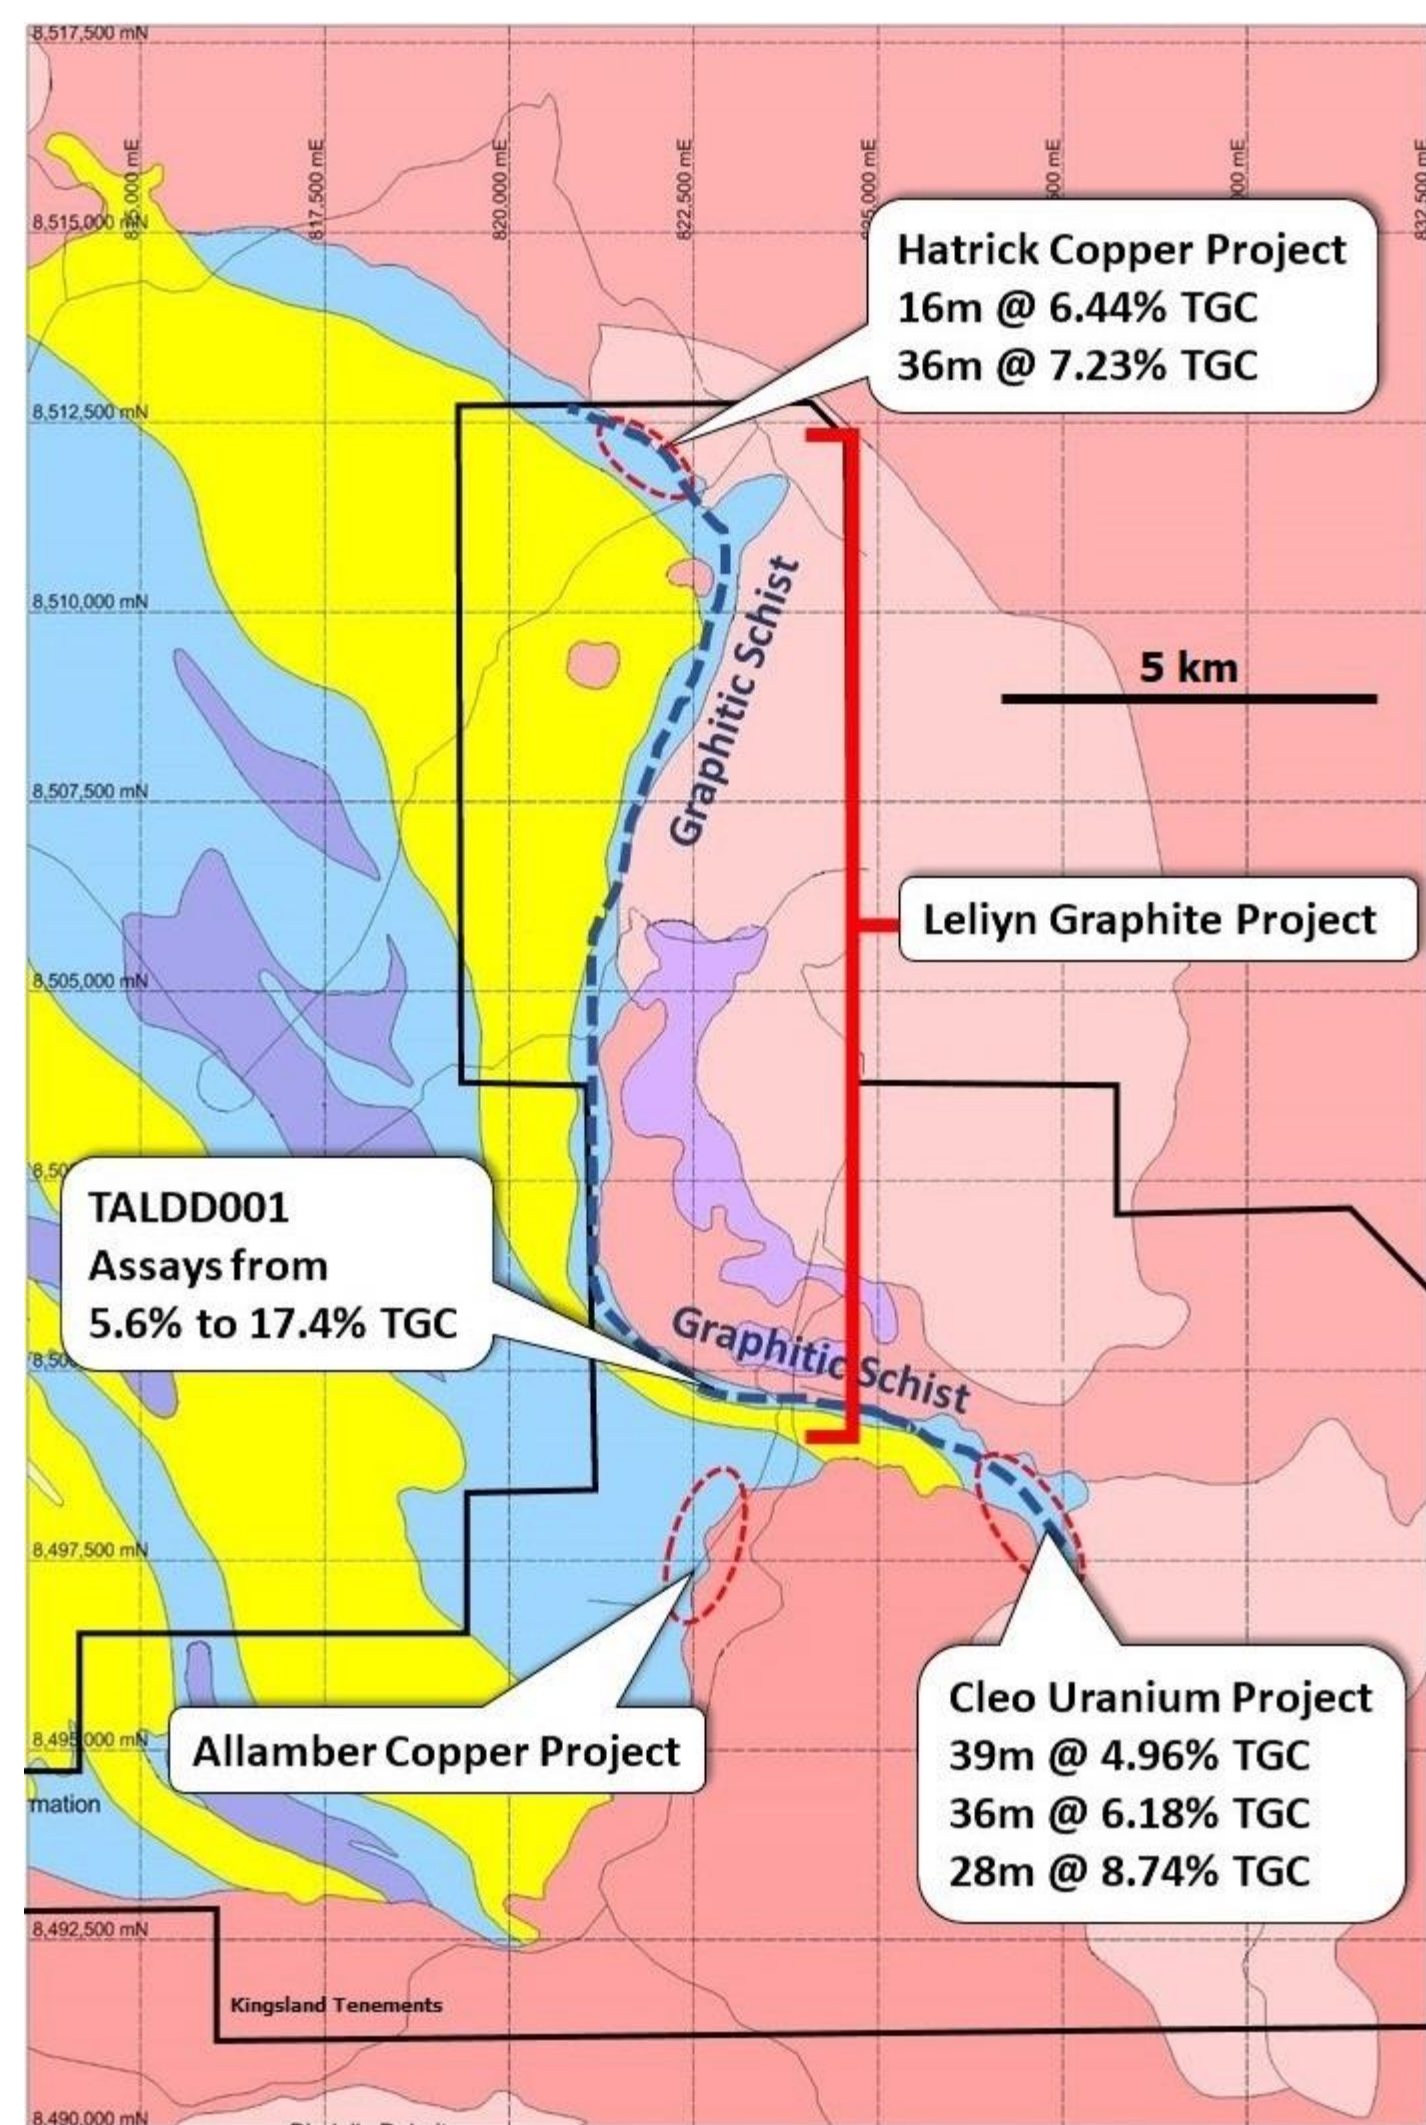 8,517,500 mN
817,500 mE
820,000 mE
822,500 mE
8,515,000 mN
Hatrick Copper Project
16m @ 6.44% TGC
36m @ 7.23% TGC
8,512,500 mN
Graphitic Schist
8,510,000 mN
5 km
8,507,500 mN
Leliyn Graphite Project
8,505,000 mN
TALDD001
Assays from
5.6% to 17.4% TGC
Graphitic Schist
8,497,500 mN
Allamber Copper Project
8,495,000 mN
mation
Cleo Uranium Project
39m @ 4.96% TGC
36m @ 6.18% TGC
28m @ 8.74% TGC
8,492,500 mN
Kingsland Tenements
8,490,000 mN